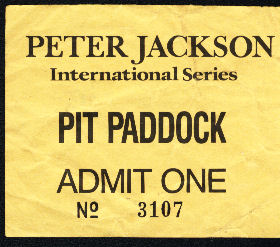 PETER JACKSON
International Series
PIT PADDOCK
ADMIT ONE
Nº 3107